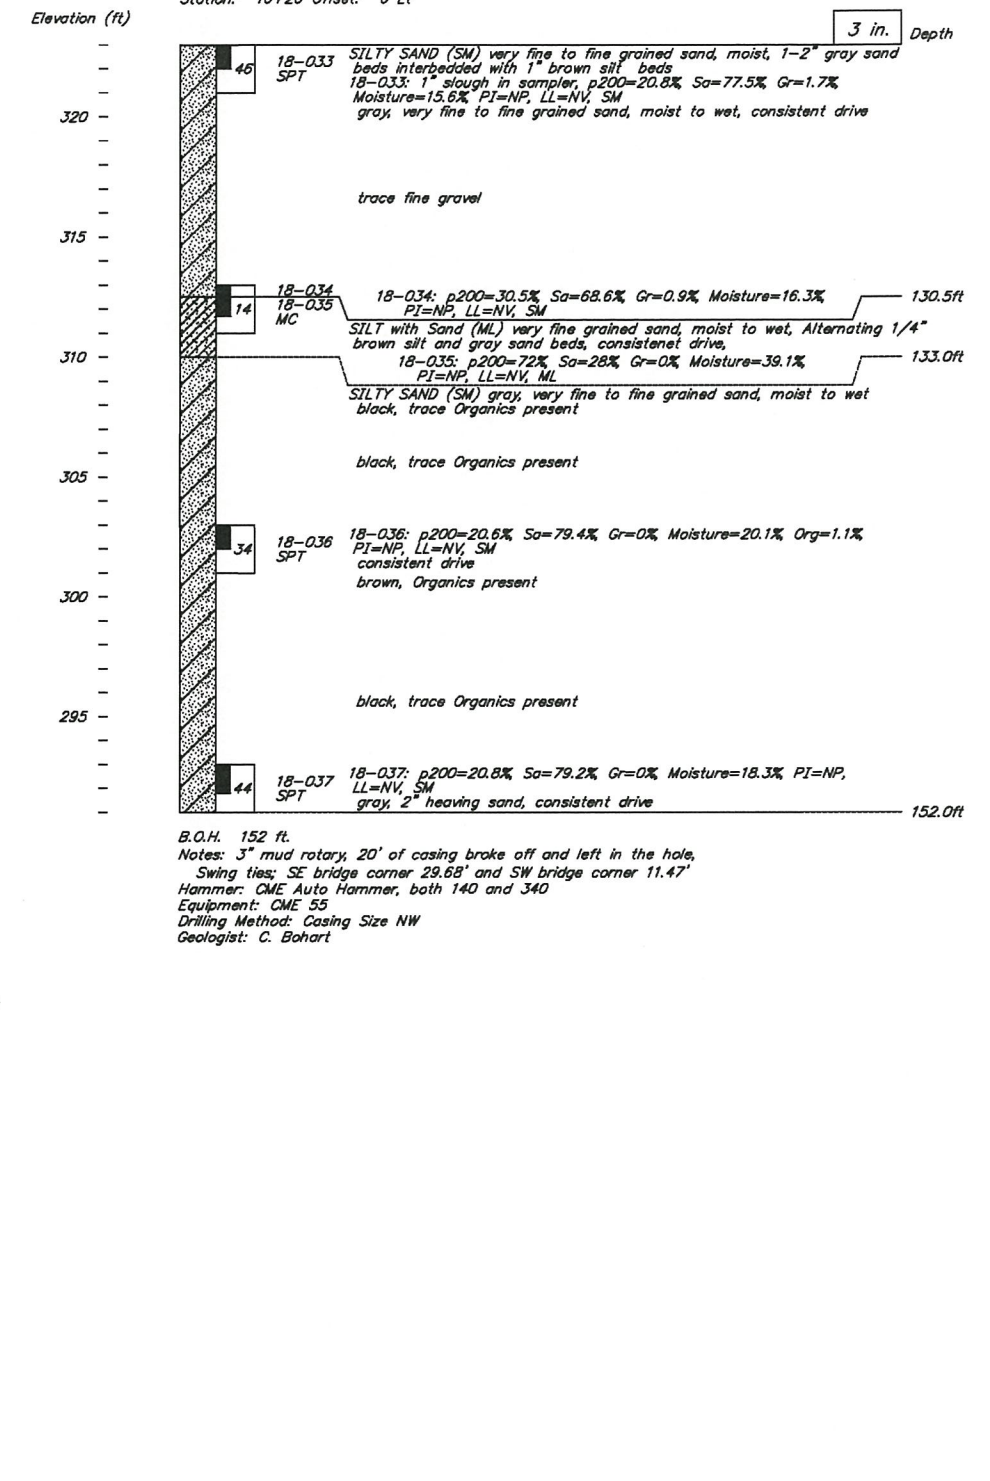 Elevation (ft)
3 in.
Depth
46
18-033
SPT
SILTY SAND (SM) very fine to fine grained sand, moist, 1-2" gray sand
beds interbedded with 1" brown silt beds
18-033: 1" slough in sampler, p200=20.8%, Sa=77.5%, Gr=1.7%,
Moisture=15.6%, PI=NP, LL=NV, SM
gray, very fine to fine grained sand, moist to wet, consistent drive
320
trace fine gravel
315
14
18-034
18-035
MC
18-034: p200=30.5%, Sa=68.6%, Gr=0.9%, Moisture=16.3%,
PI=NP, LL=NV, SM
130.5ft
SILT with Sand (ML) very fine grained sand, moist to wet, Alternating 1/4"
brown silt and gray sand beds, consistenet drive,
310
18-035: p200=72%, Sa=28%, Gr=0%, Moisture=39.1%,
PI=NP, LL=NV, ML
133.0ft
SILTY SAND (SM) gray, very fine to fine grained sand, moist to wet
black, trace Organics present
black, trace Organics present
305
34
18-036
SPT
18-036: p200=20.6%, Sa=79.4%, Gr=0%, Moisture=20.1%, Org=1.1%,
PI=NP, LL=NV, SM
consistent drive
brown, Organics present
300
black, trace Organics present
295
44
18-037
SPT
18-037: p200=20.8%, Sa=79.2%, Gr=0%, Moisture=18.3%, PI=NP,
LL=NV, SM
gray, 2" heaving sand, consistent drive
152.0ft
B.O.H. 152 ft.
Notes: 3" mud rotary, 20' of casing broke off and left in the hole,
Swing ties; SE bridge corner 29.68' and SW bridge corner 11.47'
Hammer: CME Auto Hammer, both 140 and 340
Equipment: CME 55
Drilling Method: Casing Size NW
Geologist: C. Bohart